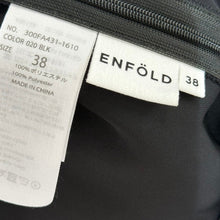 NO. 300FA431-1610
COLOR 020 BLK
SIZE
38
100%ポリエステル
100% Polyester
MADE IN CHINA
ENFÖLD
38